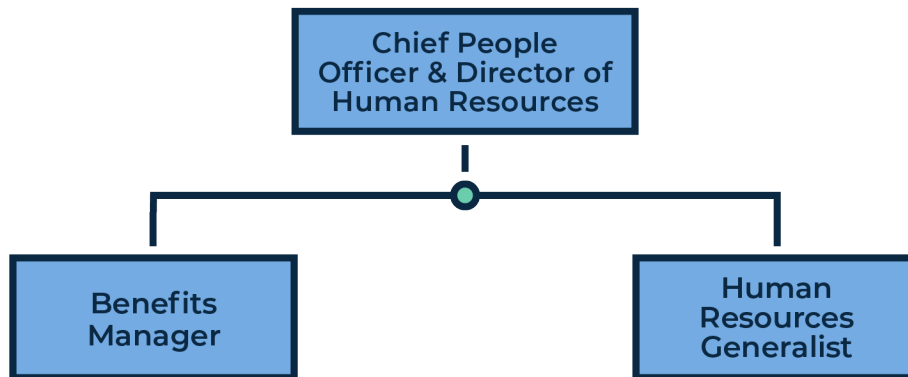 Chief People
Officer & Director of
Human Resources
Benefits
Manager
Human
Resources
Generalist